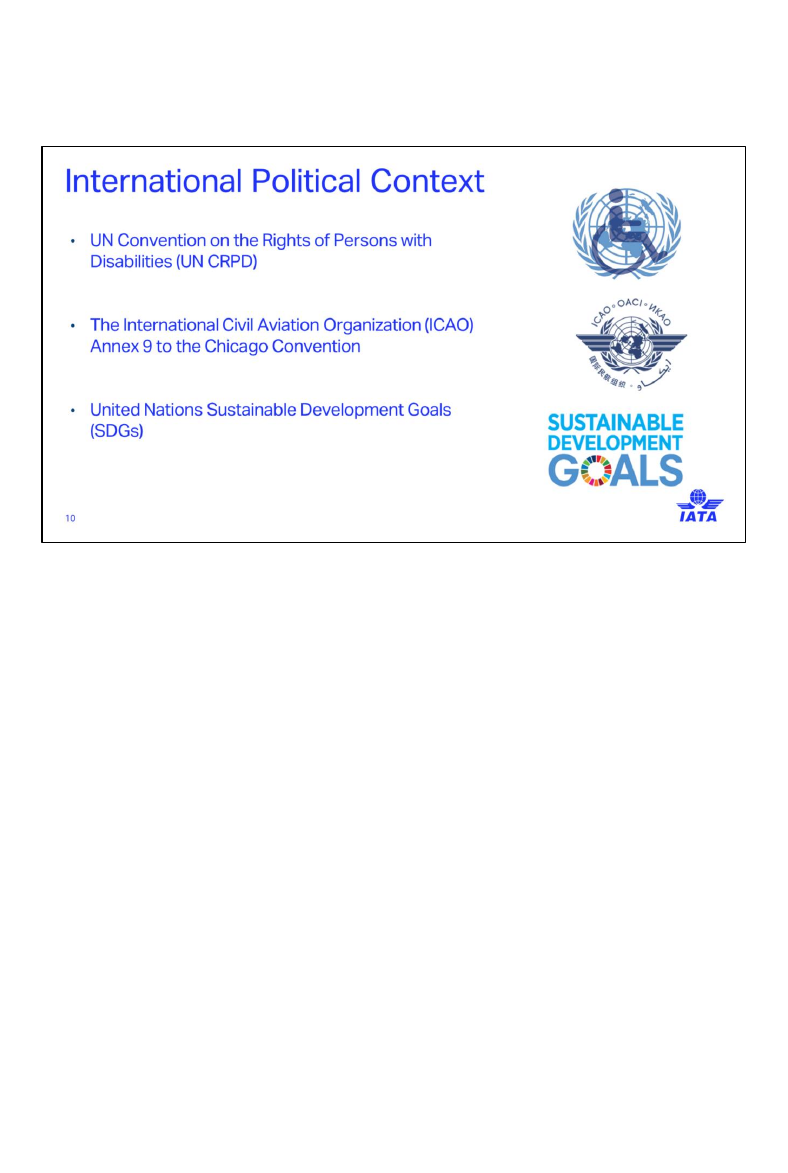 International Political Context
• UN Convention on the Rights of Persons with
Disabilities (UN CRPD)
• The International Civil Aviation Organization (ICAO)
Annex 9 to the Chicago Convention
• United Nations Sustainable Development Goals
(SDGs)
ICAO • OACI • ИКАО
国际民航组织 • ايكاو
SUSTAINABLE
DEVELOPMENT
GOALS
10
IATA